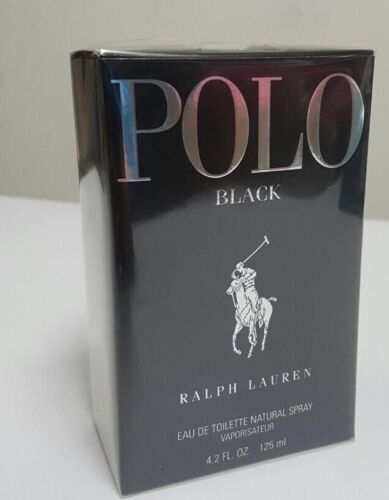 POLO
BLACK
RALPH LAUREN
EAU DE TOILETTE NATURAL SPRAY
VAPORISATEUR
4.2 FL. OZ. 125 ml